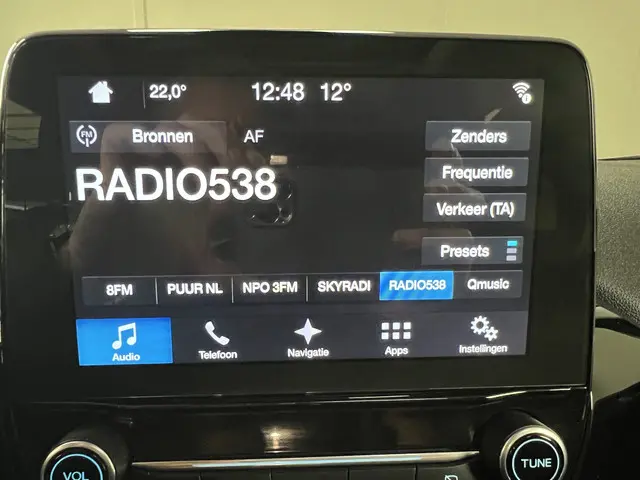 22,0° 12:48 12°
FM Bronnen AF Zenders
RADIO538
Frequentie
Verkeer (TA)
Presets
8FM PUUR NL NPO 3FM SKYRADI RADIO538 Qmusic
Audio Telefoon Navigatie Apps Instellingen
VOL TUNE